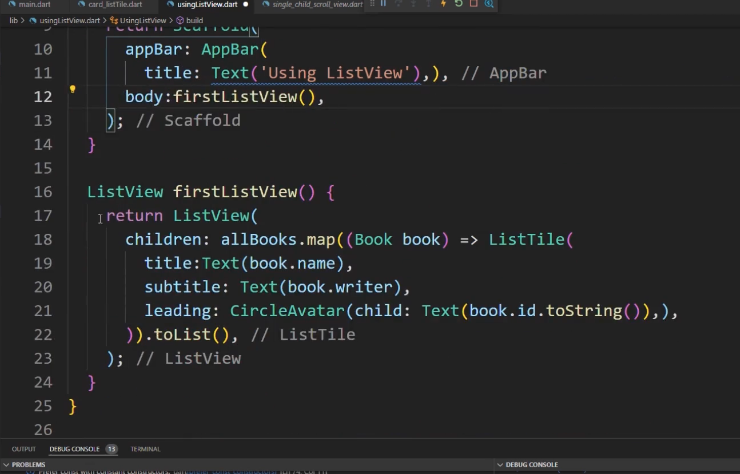 main.dart card_listTile.dart usingListView.dart single_child_scroll_view.dart
lib > usingListView.dart > UsingListView > build
return Scaffold(
10 appBar: AppBar(
11 title: Text('Using ListView'),), // AppBar
12 body:firstListView(),
13 ); // Scaffold
14 }
15
16 ListView firstListView() {
17 return ListView(
18 children: allBooks.map((Book book) => ListTile(
19 title:Text(book.name),
20 subtitle: Text(book.writer),
21 leading: CircleAvatar(child: Text(book.id.toString()),),
22 )).toList(), // ListTile
23 ); // ListView
24 }
25 }
26
OUTPUT DEBUG CONSOLE 13 TERMINAL
PROBLEMS DEBUG CONSOLE